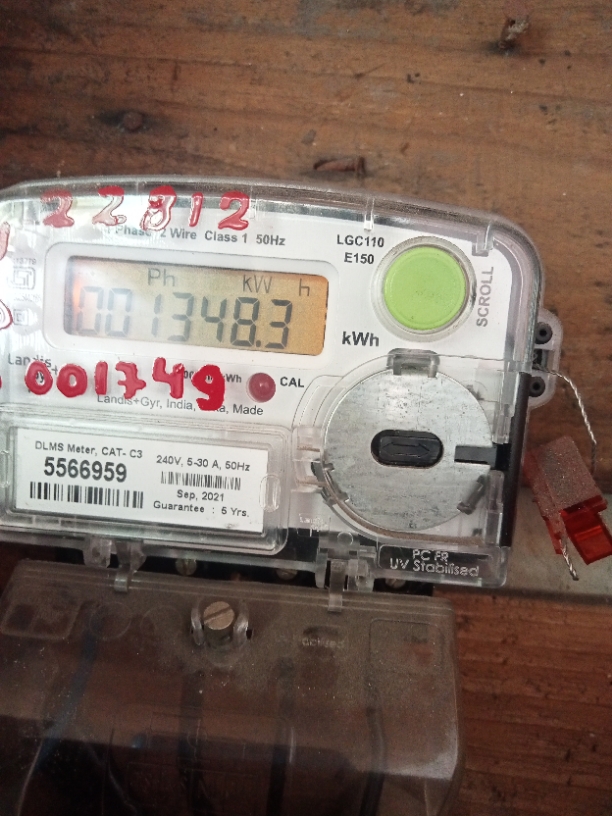 22812
Phase 2 Wire Class 1 50Hz
LGC110
E150
Ph kW h
001348.3
kWh
SCROLL
001749
CAL
Landis+Gyr, India, Made
DLMS Meter, CAT- C3
5566959
240V, 5-30 A, 50Hz
Sep, 2021
Guarantee : 5 Yrs.
PC FR
UV Stabilised